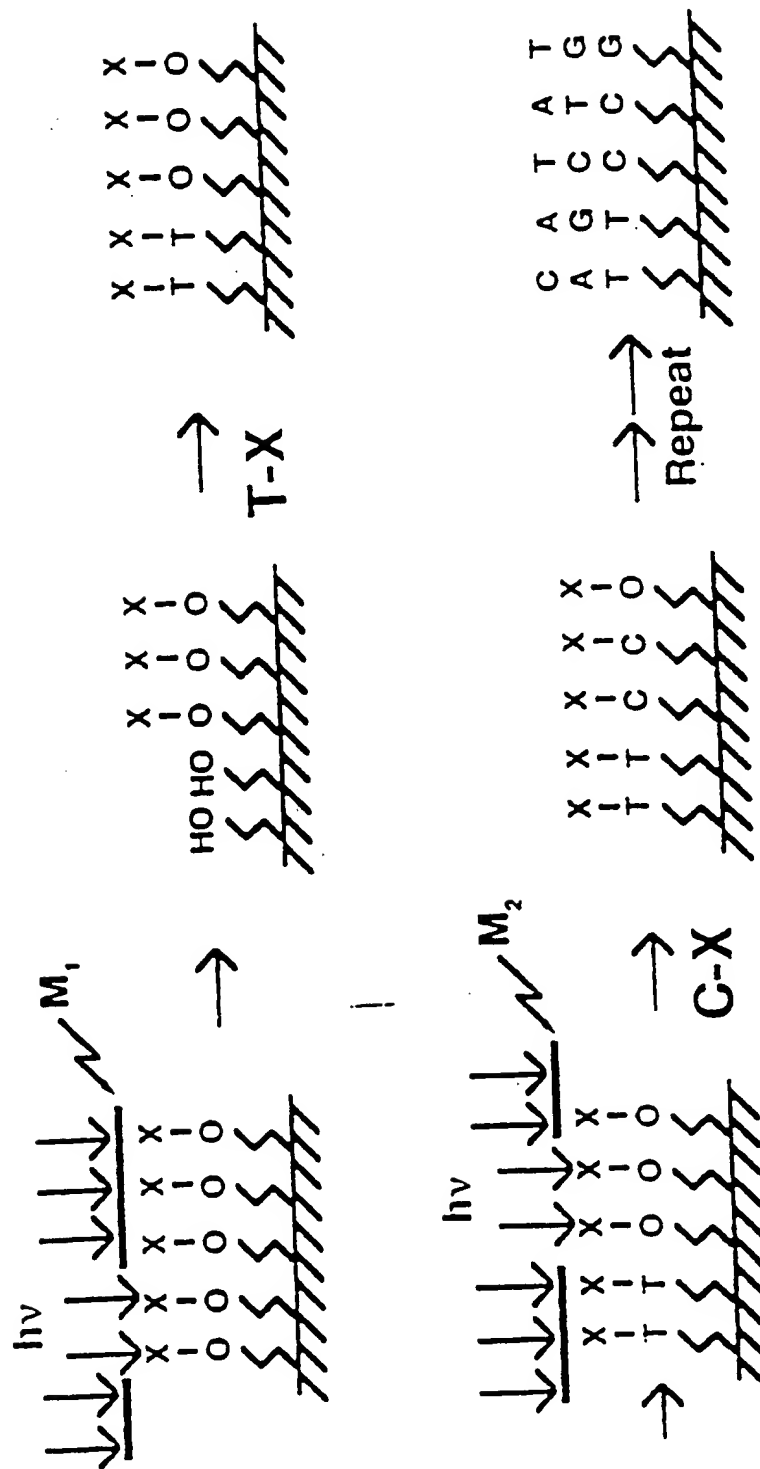 hν
M₁
X X X X X
O O O O O
X X X
HO HO O O O
T-X
X X X X X
T T O O O
hν
M₂
X X X X X
T T O O O
C-X
X X X X X
T T C C O
Repeat
C A T A T
A G C T G
T T C C G